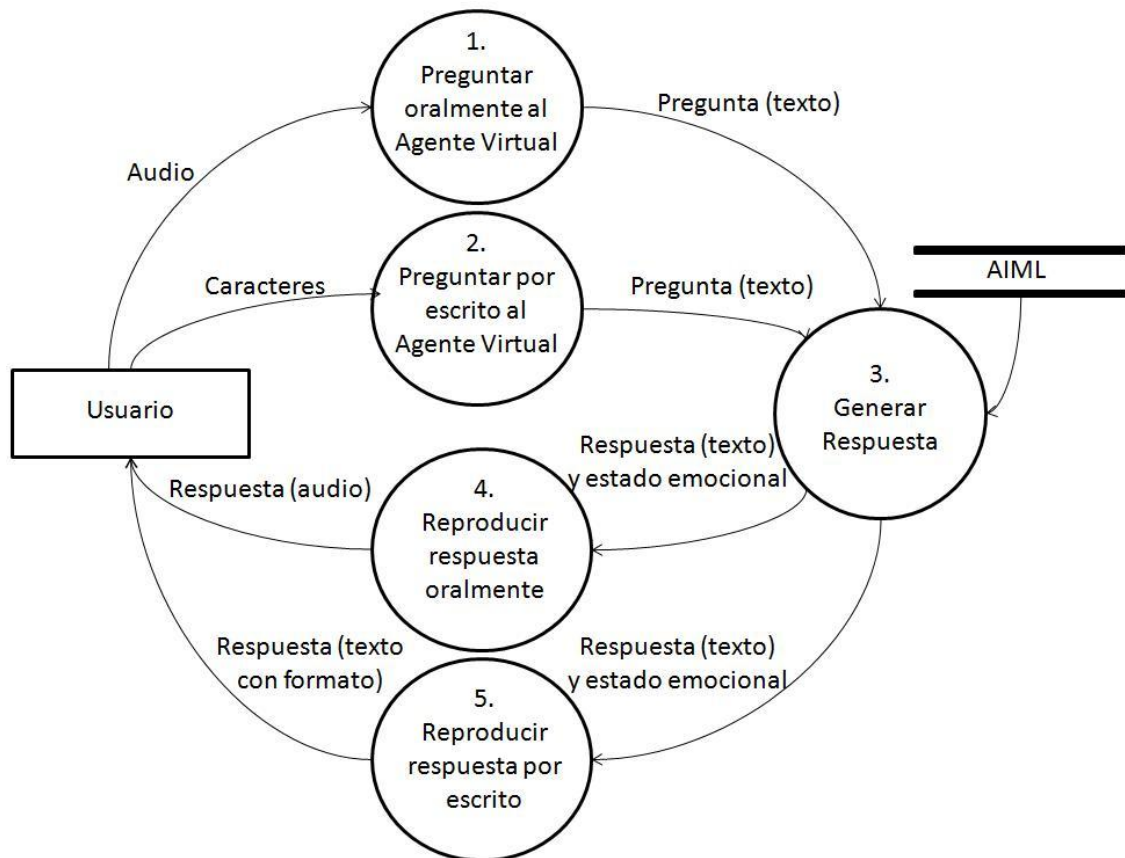 1.
Preguntar
oralmente al
Agente Virtual
Pregunta (texto)
Audio
2.
Preguntar por
escrito al
Agente Virtual
Caracteres
Pregunta (texto)
AIML
Usuario
3.
Generar
Respuesta
Respuesta (texto)
y estado emocional
4.
Reproducir
respuesta
oralmente
Respuesta (audio)
Respuesta (texto)
y estado emocional
5.
Reproducir
respuesta por
escrito
Respuesta (texto
con formato)